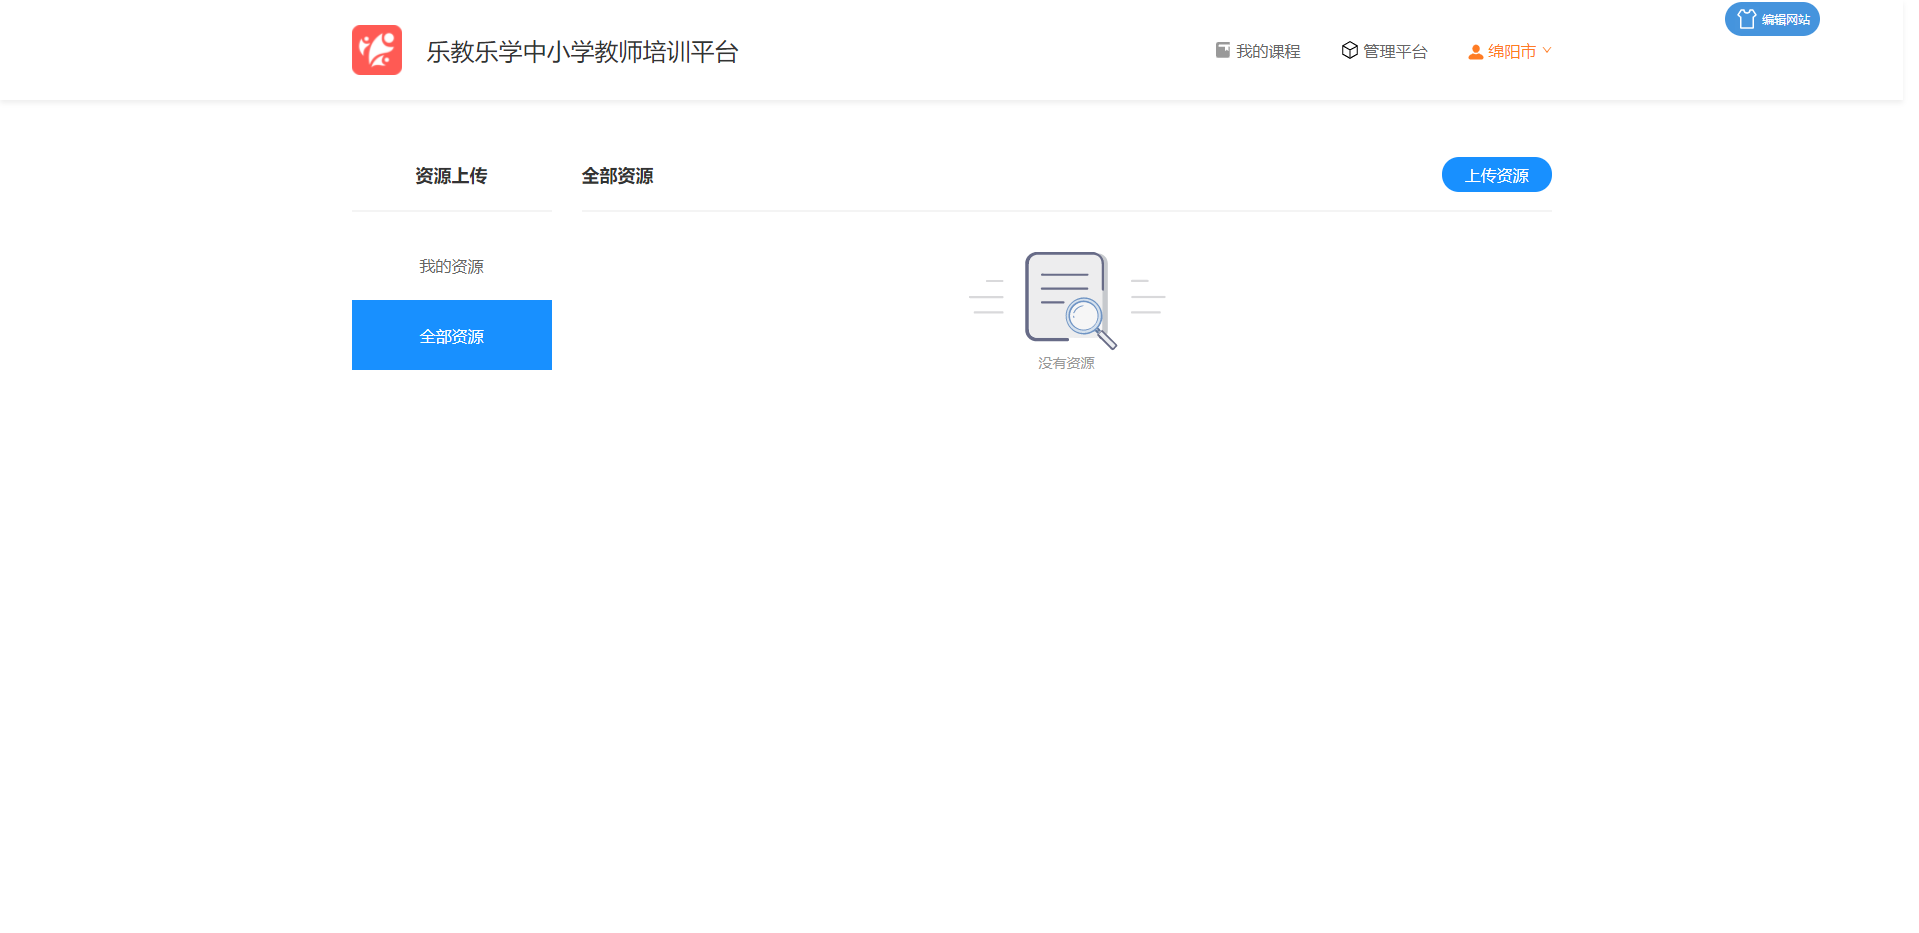 编辑网站
乐教乐学中小学教师培训平台
我的课程
管理平台
绵阳市
资源上传
全部资源
上传资源
我的资源
全部资源
没有资源